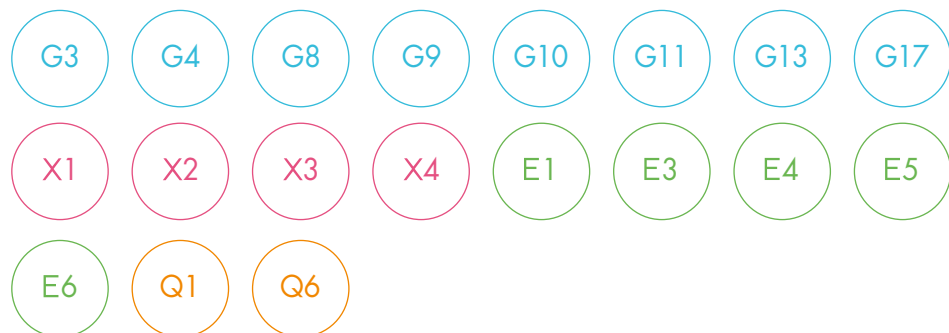 G3 G4 G8 G9 G10 G11 G13 G17
X1 X2 X3 X4 E1 E3 E4 E5
E6 Q1 Q6